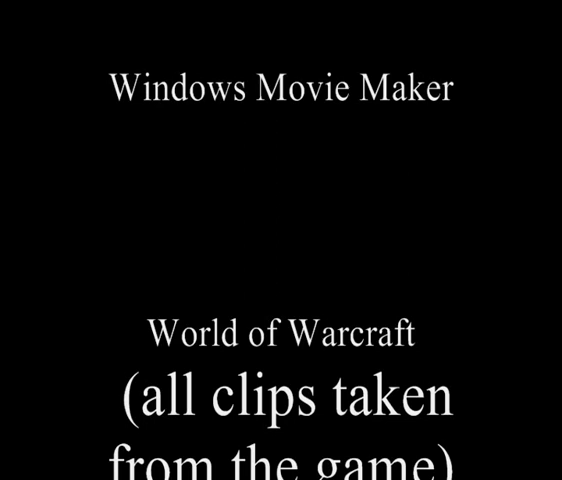 Windows Movie Maker
World of Warcraft
(all clips taken
from the game)